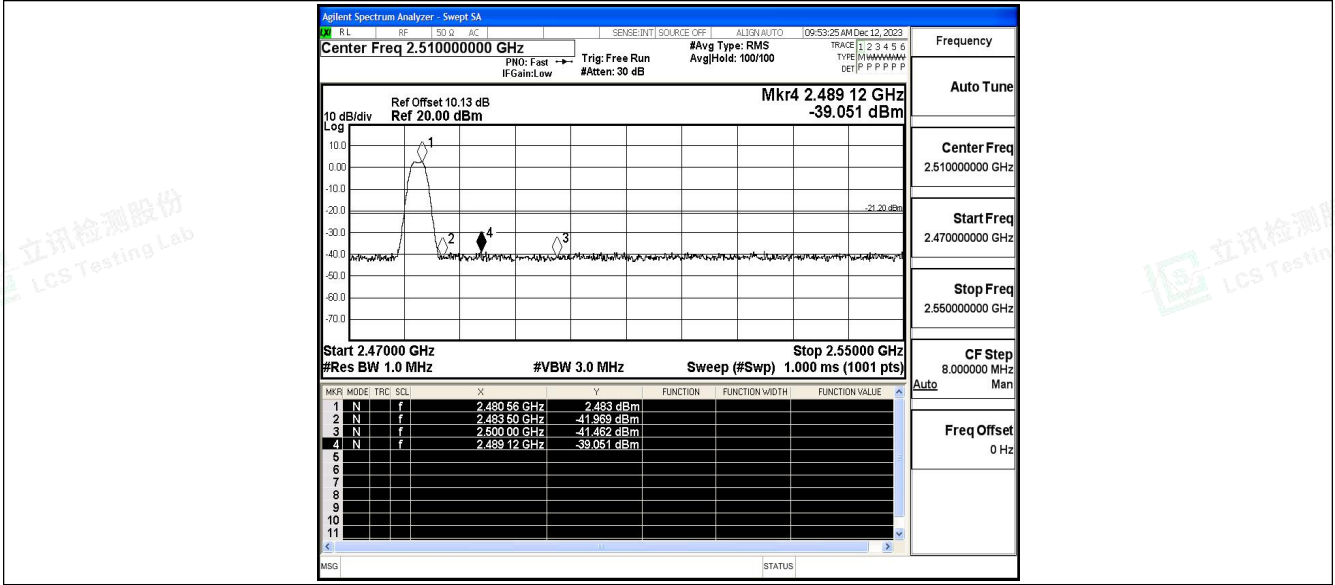 Agilent Spectrum Analyzer - Swept SA
RL RF 50 Ω AC SENSE:INT SOURCE OFF ALIGN AUTO 09:53:25 AM Dec 12, 2023
Center Freq 2.510000000 GHz
PNO: Fast
IFGain:Low
Trig: Free Run
#Atten: 30 dB
#Avg Type: RMS
Avg|Hold: 100/100
TRACE 1 2 3 4 5 6
TYPE MWWWWW
DET P P P P P P
Mkr4 2.489 12 GHz
-39.051 dBm
Ref Offset 10.13 dB
10 dB/div Ref 20.00 dBm
Log
10.0
0.00
-10.0
-20.0
-30.0
-40.0
-50.0
-60.0
-70.0
1
2
4
3
-21.20 dBm
Start 2.47000 GHz Stop 2.55000 GHz
#Res BW 1.0 MHz #VBW 3.0 MHz Sweep (#Swp) 1.000 ms (1001 pts)
MKR MODE TRC SCL X Y FUNCTION FUNCTION WIDTH FUNCTION VALUE
1 N f 2.480 56 GHz 2.483 dBm
2 N f 2.483 50 GHz -41.969 dBm
3 N f 2.500 00 GHz -41.462 dBm
4 N f 2.489 12 GHz -39.051 dBm
5
6
7
8
9
10
11
MSG STATUS
Frequency
Auto Tune
Center Freq
2.510000000 GHz
Start Freq
2.470000000 GHz
Stop Freq
2.550000000 GHz
CF Step
8.000000 MHz
Auto Man
Freq Offset
0 Hz
立讯检测股份
LCS Testing Lab
立讯检测
LCS Testin